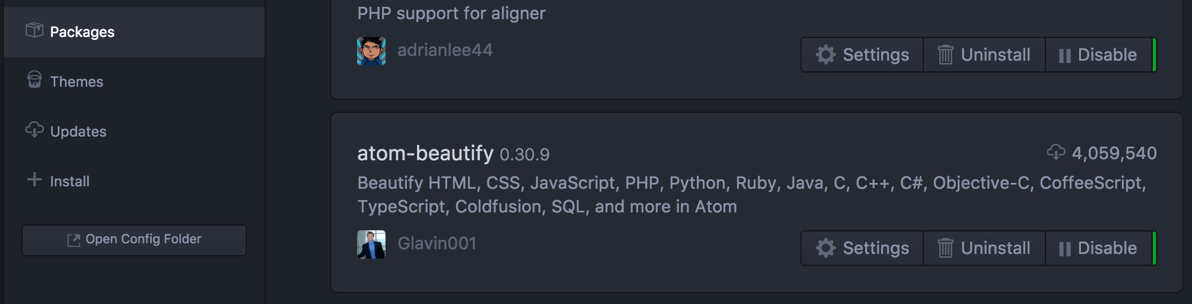 Packages
Themes
Updates
Install
Open Config Folder
PHP support for aligner
adrianlee44
Settings Uninstall Disable
atom-beautify 0.30.9 4,059,540
Beautify HTML, CSS, JavaScript, PHP, Python, Ruby, Java, C, C++, C#, Objective-C, CoffeeScript,
TypeScript, Coldfusion, SQL, and more in Atom
Glavin001
Settings Uninstall Disable